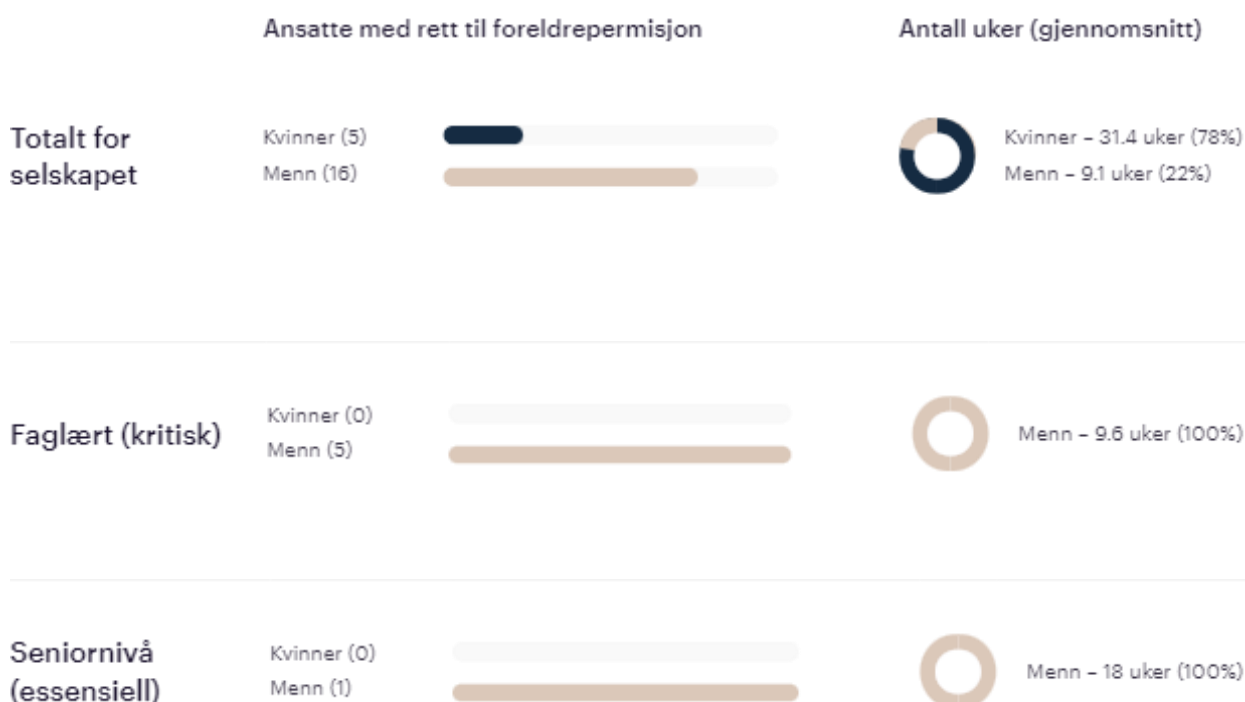 Ansatte med rett til foreldrepermisjon
Antall uker (gjennomsnitt)
Totalt for
selskapet
Kvinner (5)
Menn (16)
Kvinner – 31.4 uker (78%)
Menn – 9.1 uker (22%)
Faglært (kritisk)
Kvinner (0)
Menn (5)
Menn – 9.6 uker (100%)
Seniornivå
(essensiell)
Kvinner (0)
Menn (1)
Menn – 18 uker (100%)